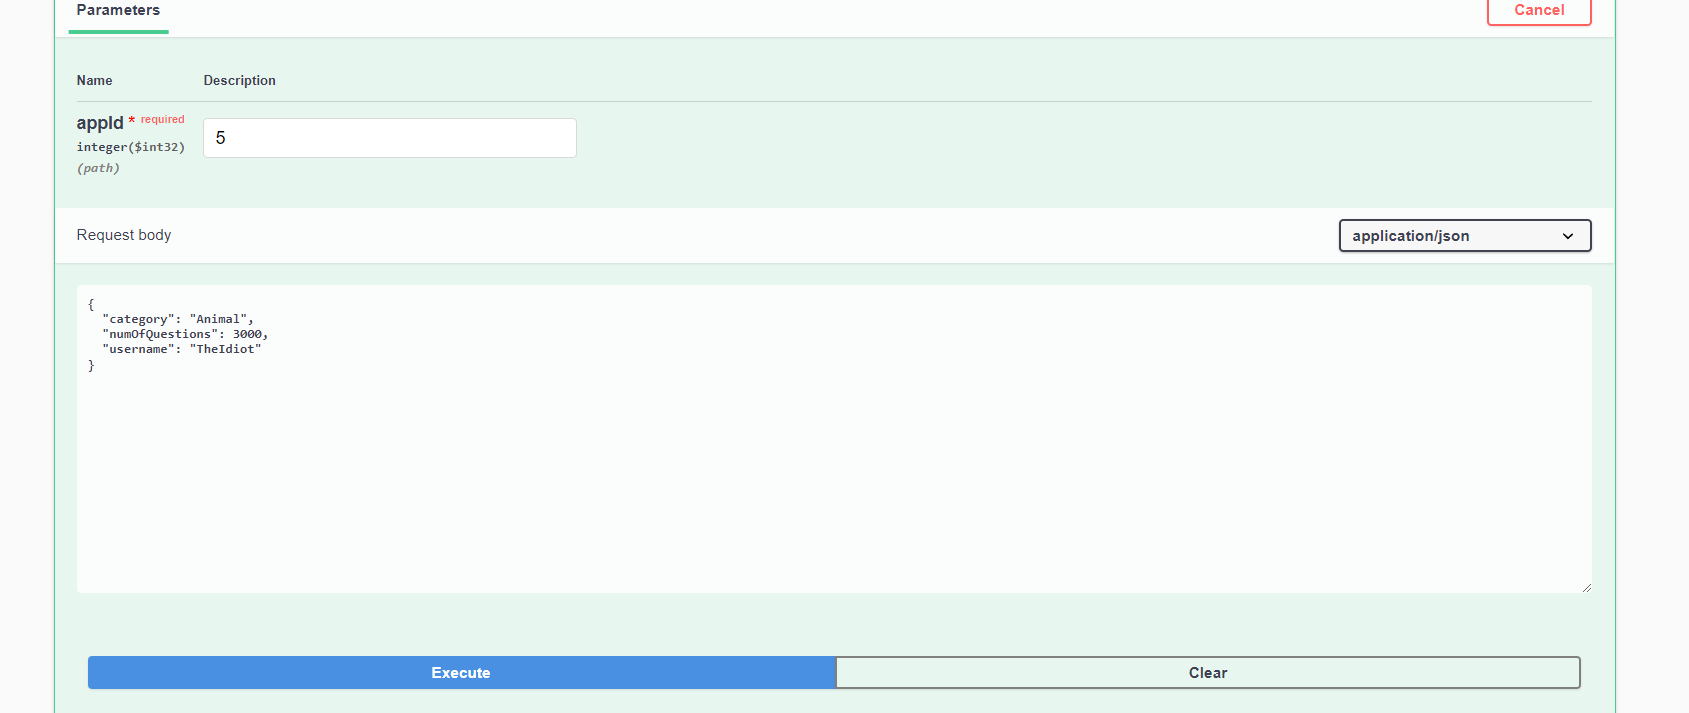 Parameters
Cancel
Name Description
appId * required
5
integer($int32)
(path)
Request body
application/json
{
  "category": "Animal",
  "numOfQuestions": 3000,
  "username": "TheIdiot"
}
Execute Clear